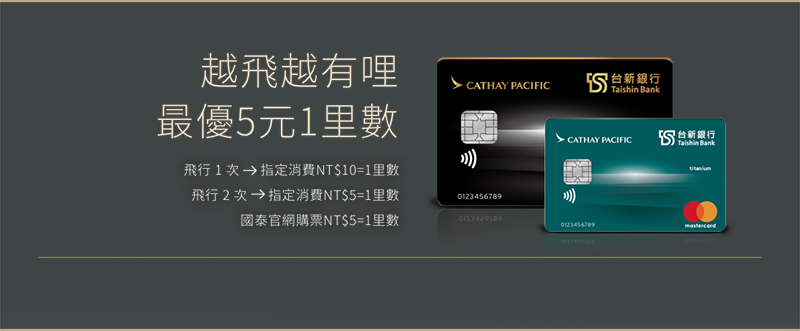 越飛越有哩
最優5元1里數
飛行 1 次 → 指定消費NT$10=1里數
飛行 2 次 → 指定消費NT$5=1里數
國泰官網購票NT$5=1里數
CATHAY PACIFIC
台新銀行
Taishin Bank
0123456789
CATHAY PACIFIC
台新銀行
Taishin Bank
titanium
0123456789
mastercard